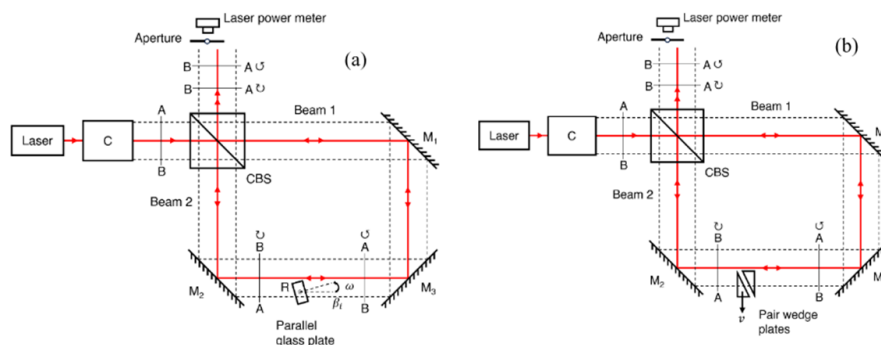 Laser power meter
Aperture
(a)
B A ↺
B A ↻
A
Beam 1
Laser
C
M₁
B
CBS
Beam 2
↻ ↺
B A
R
ω
βᵢ
M₂
M₃
A B
Parallel
glass plate
Laser power meter
(b)
Aperture
B A ↺
B A ↻
A
Beam 1
Laser
C
M
B
CBS
Beam 2
↻ ↺
B A
M₂
M
A B
v
Pair wedge
plates